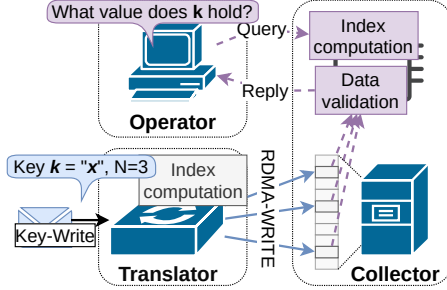 What value does k hold?
Query
Index
computation
Data
validation
Reply
Operator
Key k = "x", N=3
Index
computation
RDMA-WRITE
Key-Write
Translator
Collector